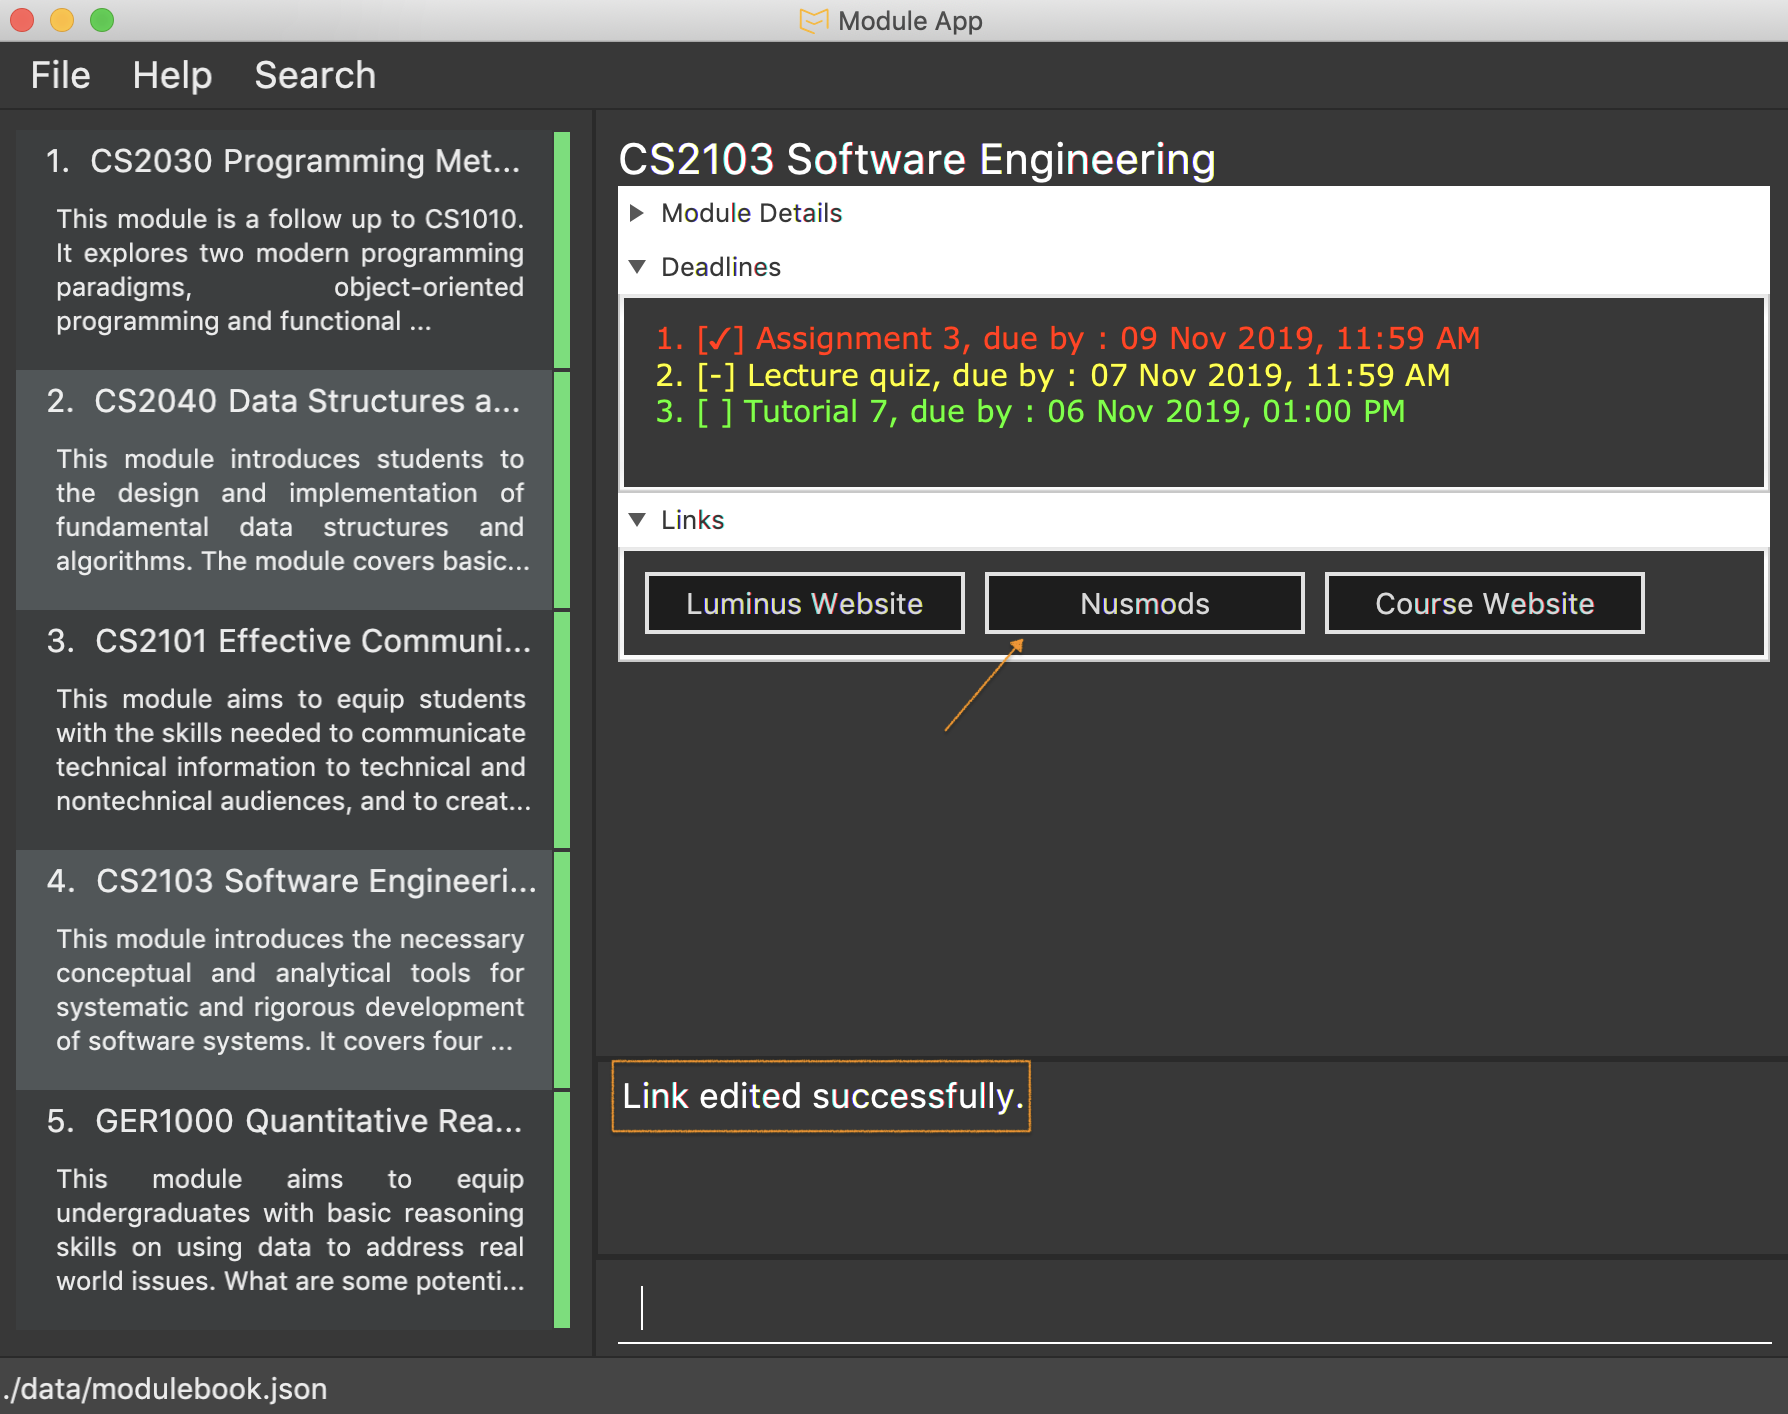 Module App
File Help Search
1. CS2030 Programming Met...
This module is a follow up to CS1010.
It explores two modern programming
paradigms, object-oriented
programming and functional ...
2. CS2040 Data Structures a...
This module introduces students to
the design and implementation of
fundamental data structures and
algorithms. The module covers basic...
3. CS2101 Effective Communi...
This module aims to equip students
with the skills needed to communicate
technical information to technical and
nontechnical audiences, and to creat...
4. CS2103 Software Engineeri...
This module introduces the necessary
conceptual and analytical tools for
systematic and rigorous development
of software systems. It covers four ...
5. GER1000 Quantitative Rea...
This module aims to equip
undergraduates with basic reasoning
skills on using data to address real
world issues. What are some potenti...
CS2103 Software Engineering
Module Details
Deadlines
1. [✓] Assignment 3, due by : 09 Nov 2019, 11:59 AM
2. [-] Lecture quiz, due by : 07 Nov 2019, 11:59 AM
3. [ ] Tutorial 7, due by : 06 Nov 2019, 01:00 PM
Links
Luminus Website Nusmods Course Website
Link edited successfully.
./data/modulebook.json